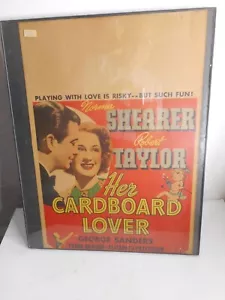 PLAYING WITH LOVE IS RISKY--BUT SUCH FUN!
Norma
SHEARER
Robert
TAYLOR
Her
CARDBOARD
LOVER
GEORGE SANDERS